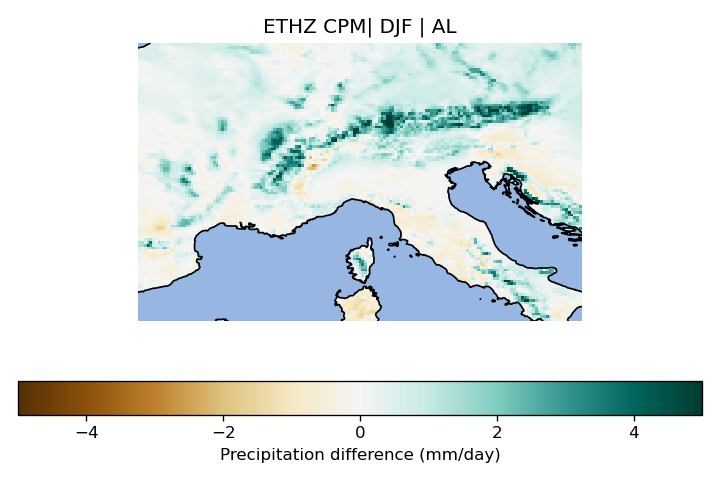 ETHZ CPM| DJF | AL
−4 −2 0 2 4
Precipitation difference (mm/day)